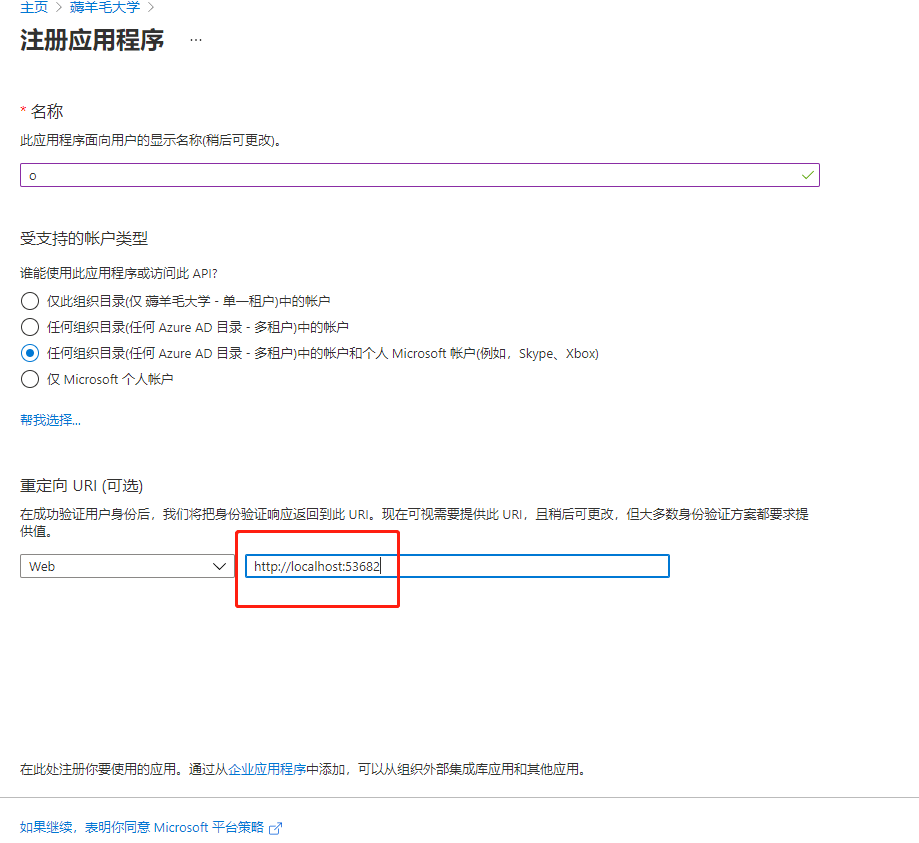 主页 > 薅羊毛大学 >
注册应用程序 ...
* 名称
此应用程序面向用户的显示名称(稍后可更改)。
o
受支持的帐户类型
谁能使用此应用程序或访问此 API?
仅此组织目录(仅 薅羊毛大学 - 单一租户)中的帐户
任何组织目录(任何 Azure AD 目录 - 多租户)中的帐户
任何组织目录(任何 Azure AD 目录 - 多租户)中的帐户和个人 Microsoft 帐户(例如，Skype、Xbox)
仅 Microsoft 个人帐户
帮我选择...
重定向 URI (可选)
在成功验证用户身份后，我们将把身份验证响应返回到此 URI。现在可视需要提供此 URI，且稍后可更改，但大多数身份验证方案都要求提
供值。
Web http://localhost:53682
在此处注册你要使用的应用。通过从企业应用程序中添加，可以从组织外部集成库应用和其他应用。
如果继续，表明你同意 Microsoft 平台策略